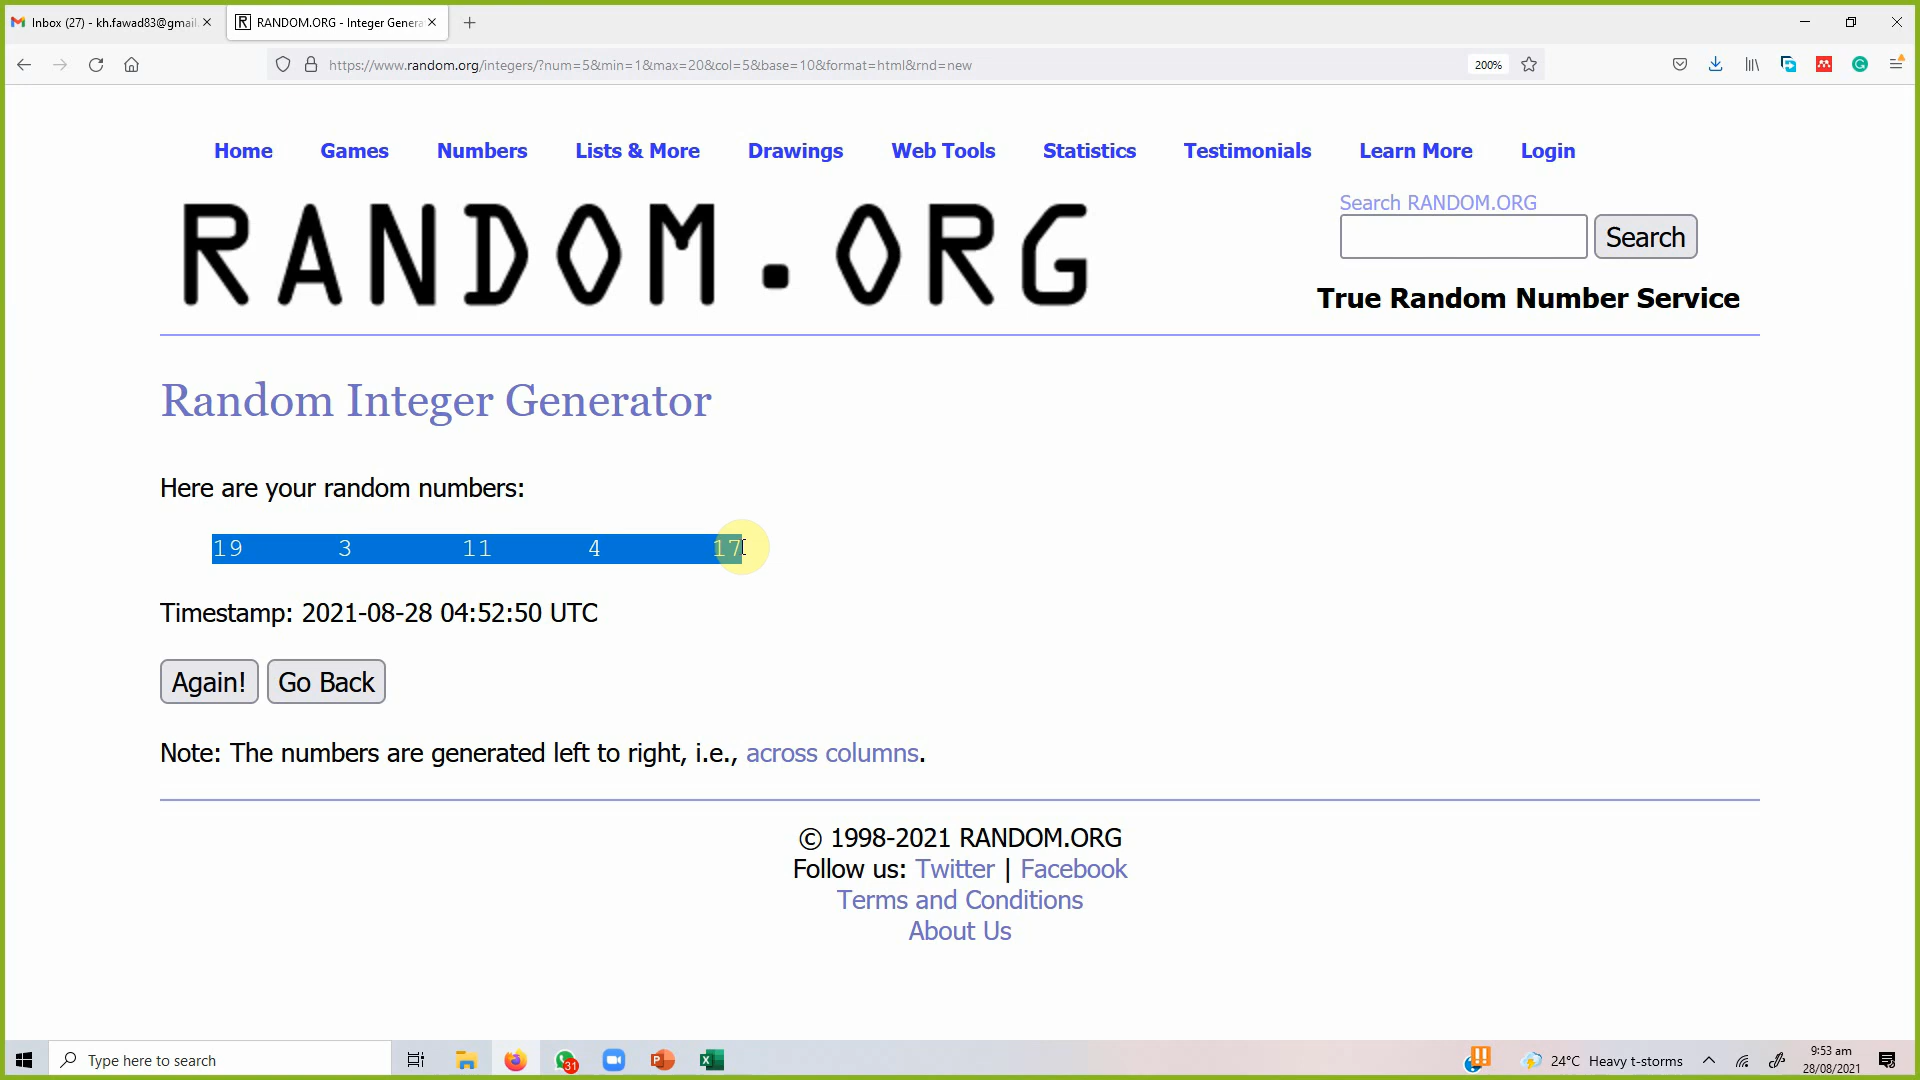 Inbox (27) - kh.fawad83@gmail
RANDOM.ORG - Integer Genera
https://www.random.org/integers/?num=5&min=1&max=20&col=5&base=10&format=html&rnd=new
200%
Home Games Numbers Lists & More Drawings Web Tools Statistics Testimonials Learn More Login
RANDOM.ORG
Search RANDOM.ORG
Search
True Random Number Service
Random Integer Generator
Here are your random numbers:
19 3 11 4 17
Timestamp: 2021-08-28 04:52:50 UTC
Again! Go Back
Note: The numbers are generated left to right, i.e., across columns.
© 1998-2021 RANDOM.ORG
Follow us: Twitter | Facebook
Terms and Conditions
About Us
Type here to search
31
24°C Heavy t-storms
9:53 am
28/08/2021